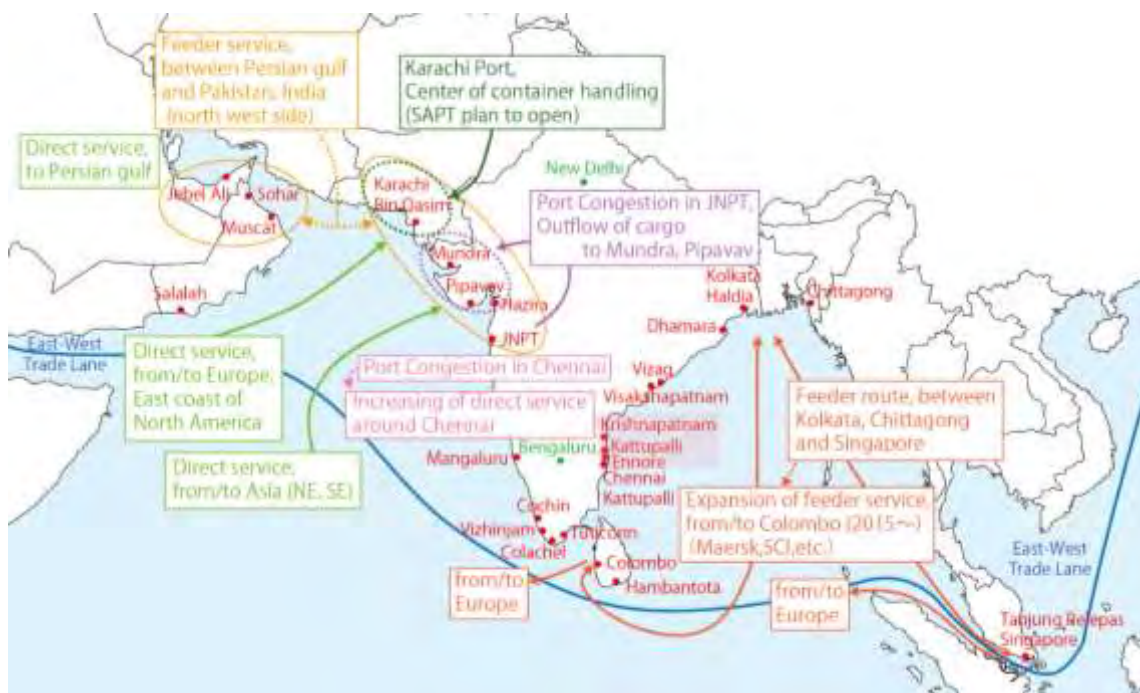 Feeder service,
between Persian gulf
and Pakistan, India
(north west side)
Karachi Port,
Center of container handling
(SAPT plan to open)
Direct service,
to Persian gulf
New Delhi
Jebel Ali
Sohar
Muscat
Karachi
Bin Qasim
Port Congestion in JNPT,
Outflow of cargo
to Mundra, Pipavav
Mundra
Pipavav
Hazira
JNPT
Salalah
Kolkata
Haldia
Chittagong
Dhamara
East-West
Trade Lane
Direct service,
from/to Europe,
East coast of
North America
Port Congestion in Chennai
Increasing of direct service
around Chennai
Vizag
Visakhapatnam
Feeder route, between
Kolkata, Chittagong
and Singapore
Krishnapatnam
Bengaluru
Kattupalli
Ennore
Chennai
Kattupalli
Mangaluru
Direct service,
from/to Asia (NE, SE)
Expansion of feeder service,
from/to Colombo (2015~)
(Maersk,SCI,etc.)
Cochin
Vizhinjam
Tuticorin
Colachel
Colombo
Hambantota
from/to
Europe
from/to
Europe
East-West
Trade Lane
Tanjung Pelepas
Singapore